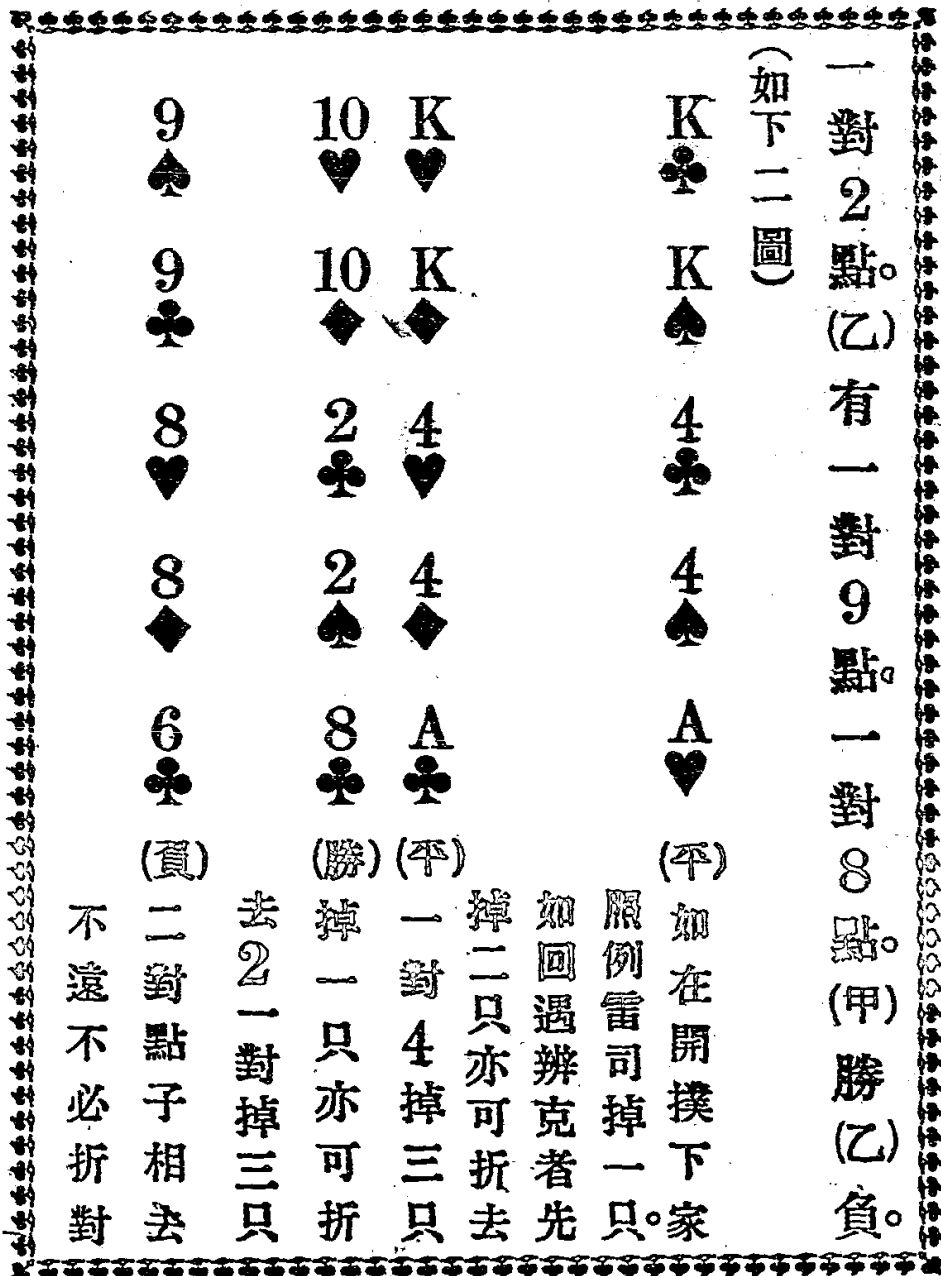 一對2點。(乙)有一對9點。一對8點。(甲)勝(乙)負。
(如下二圖)
K♣ K♠ 4♣ 4♠ A♥ (平) 如在開撲下家
照例雷司掉一只。
如回遇辨克者先
掉二只亦可折去
K♥ K♦ 4♥ 4♦ A♣ (平) 一對4掉三只
10♥ 10♦ 2♣ 2♠ 8♣ (勝) 掉一只亦可折
去2一對掉三只
9♠ 9♣ 8♥ 8♦ 6♣ (負) 二對點子相去
不遠不必折對